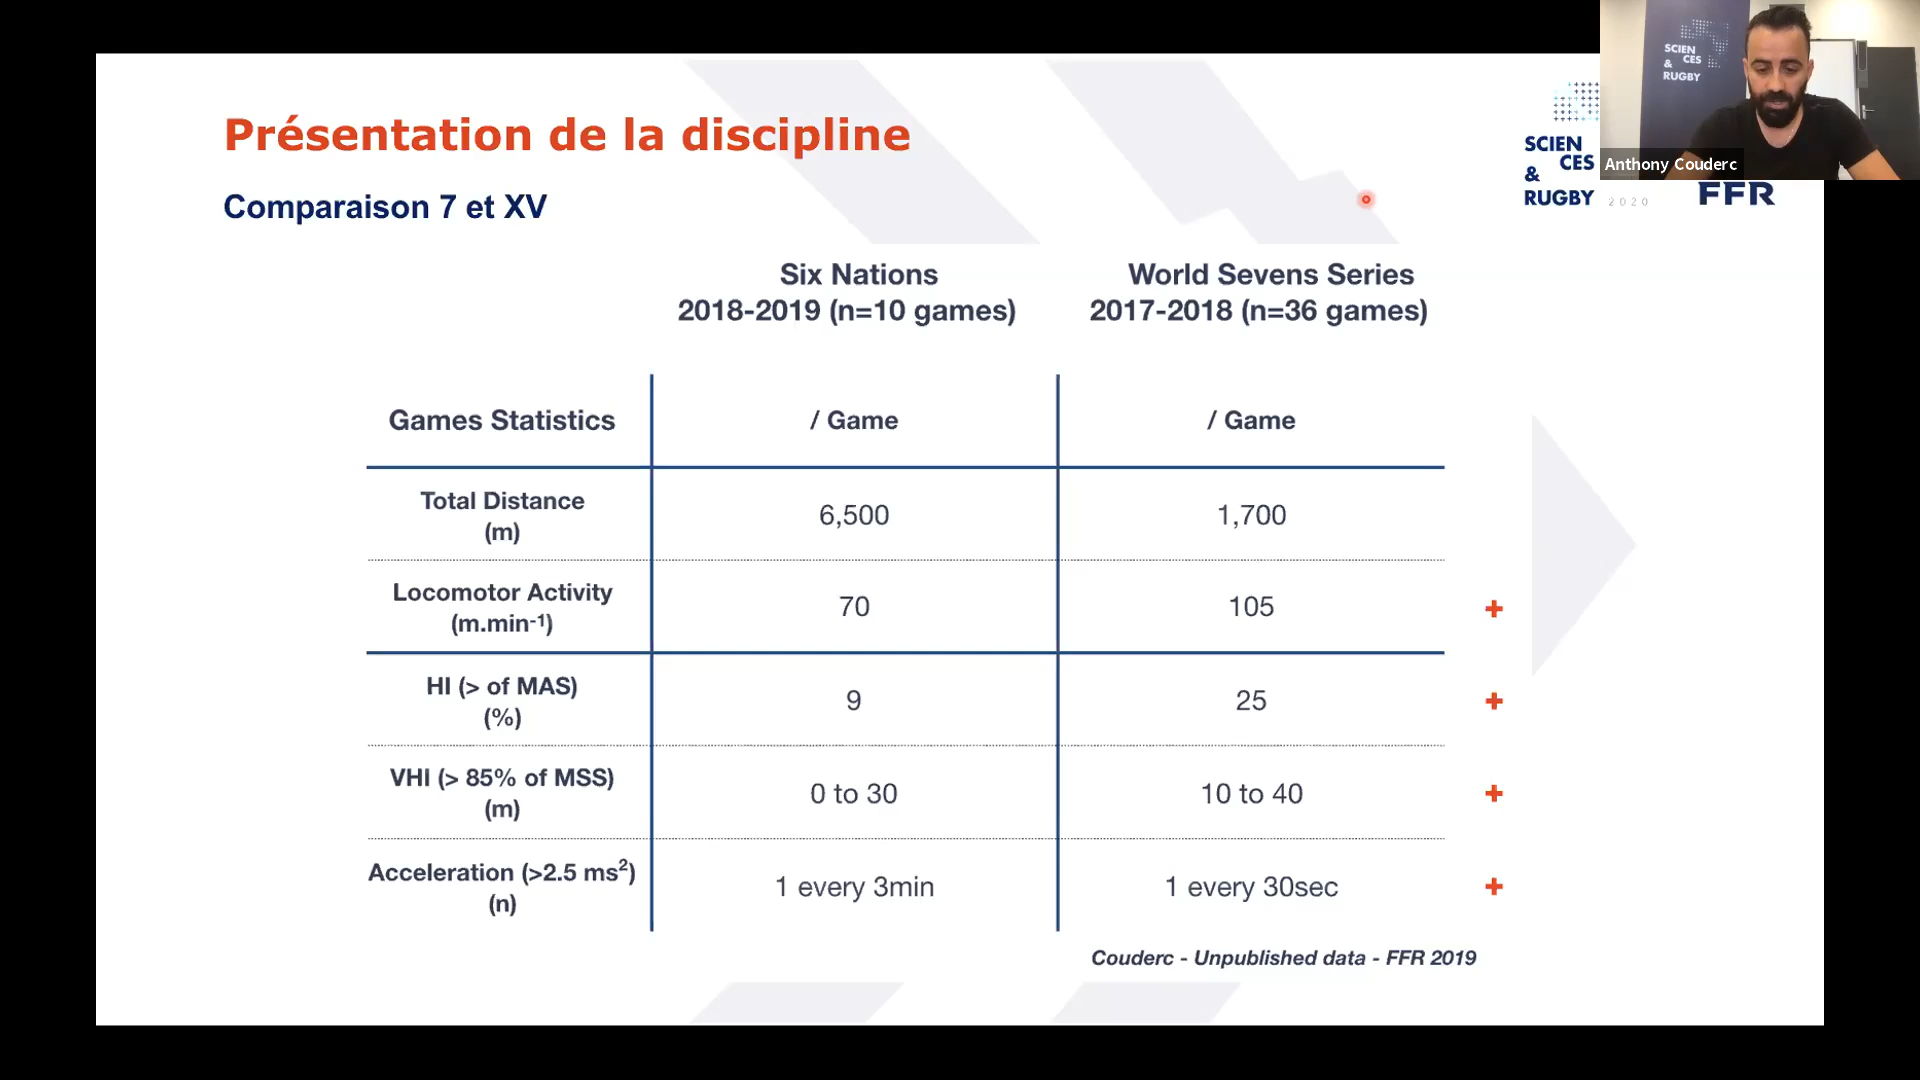 Présentation de la discipline
Comparaison 7 et XV
SCIEN
CES
&
RUGBY
2020
FFR
SCIEN
CES
&
RUGBY
Anthony Couderc
Six Nations
2018-2019 (n=10 games)
World Sevens Series
2017-2018 (n=36 games)
Games Statistics
/ Game
/ Game
Total Distance
(m)
6,500
1,700
Locomotor Activity
(m.min-1)
70
105
+
HI (> of MAS)
(%)
9
25
+
VHI (> 85% of MSS)
(m)
0 to 30
10 to 40
+
Acceleration (>2.5 ms²)
(n)
1 every 3min
1 every 30sec
+
Couderc - Unpublished data - FFR 2019